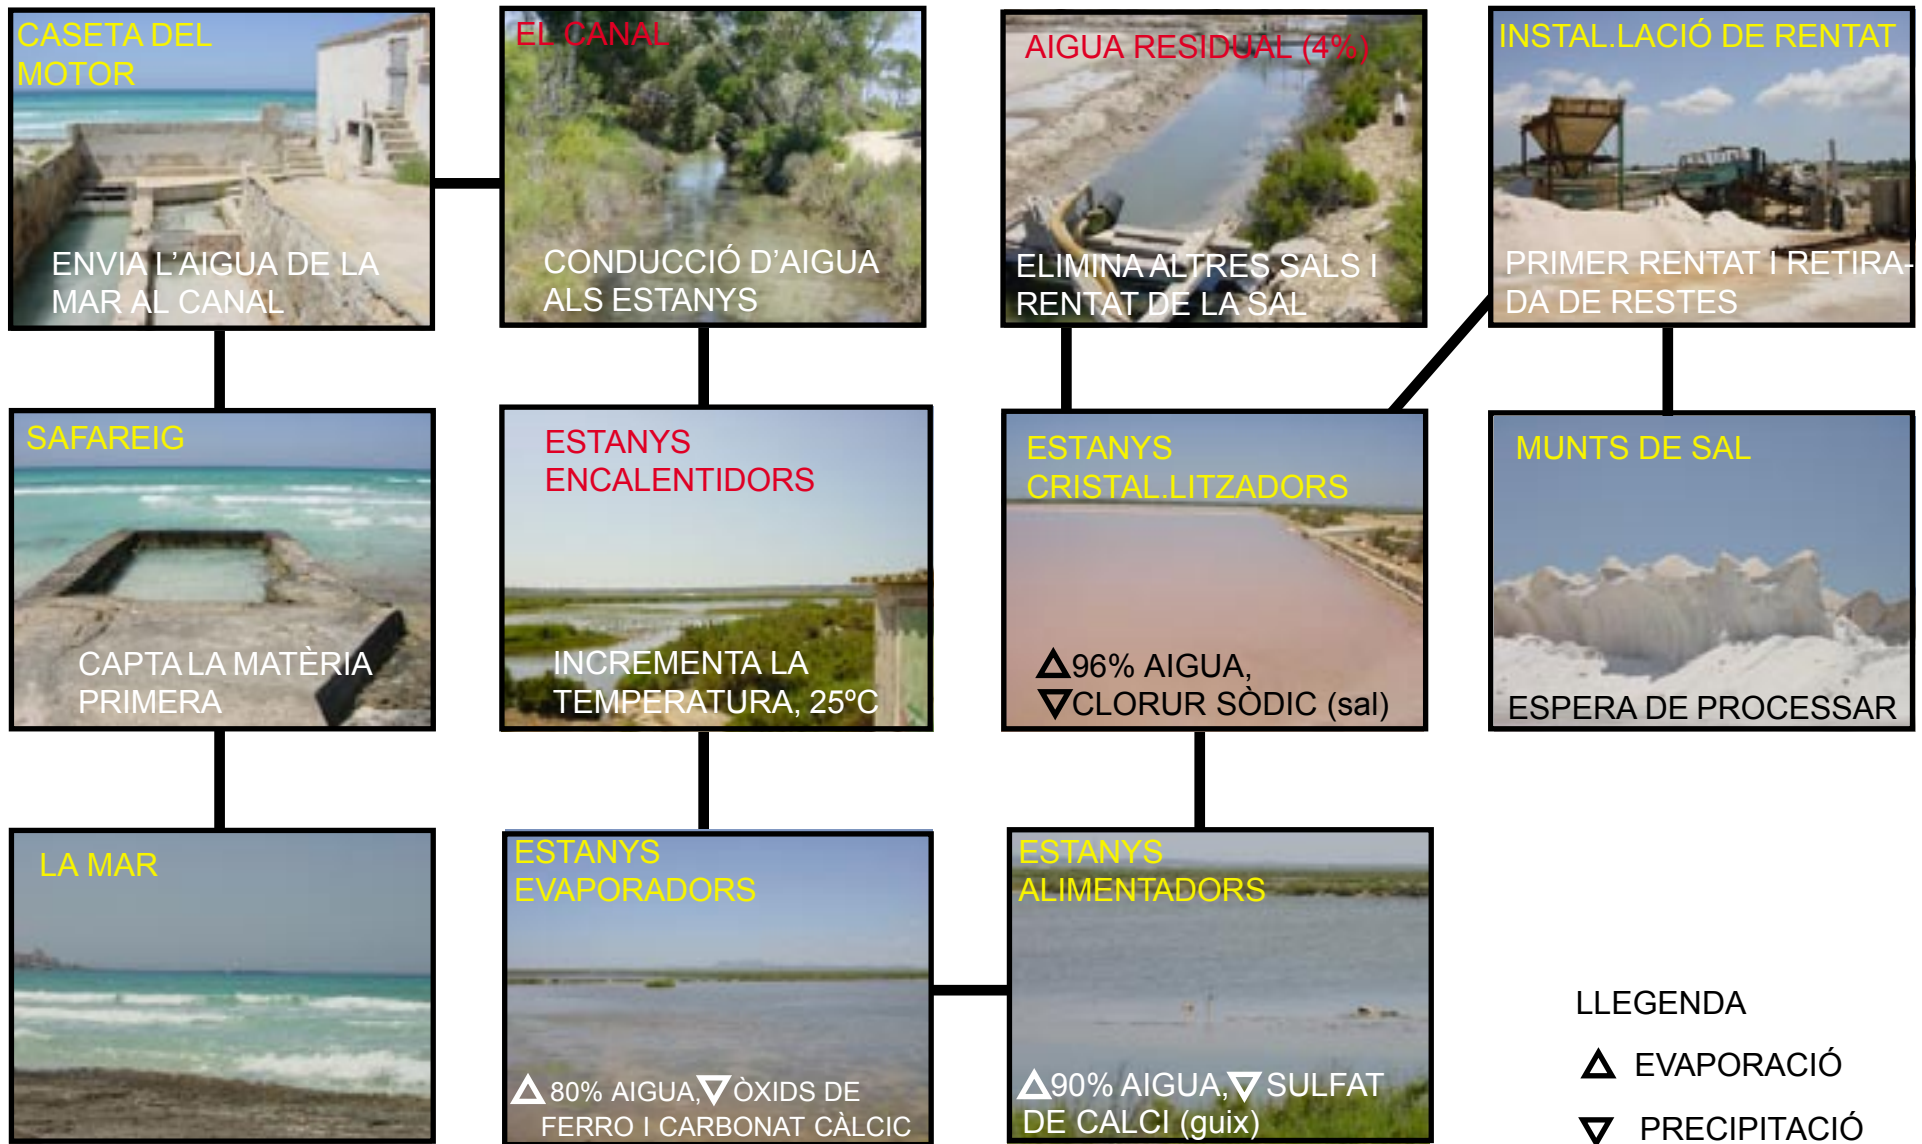 CASETA DEL
MOTOR
ENVIA L'AIGUA DE LA
MAR AL CANAL
EL CANAL
CONDUCCIÓ D'AIGUA
ALS ESTANYS
AIGUA RESIDUAL (4%)
ELIMINA ALTRES SALS I
RENTAT DE LA SAL
INSTAL.LACIÓ DE RENTAT
PRIMER RENTAT I RETIRA-
DA DE RESTES
SAFAREIG
CAPTA LA MATÈRIA
PRIMERA
ESTANYS
ENCALENTIDORS
INCREMENTA LA
TEMPERATURA, 25ºC
ESTANYS
CRISTAL.LITZADORS
△96% AIGUA,
▽CLORUR SÒDIC (sal)
MUNTS DE SAL
ESPERA DE PROCESSAR
LA MAR
ESTANYS
EVAPORADORS
△ 80% AIGUA,▽ ÒXIDS DE
FERRO I CARBONAT CÀLCIC
ESTANYS
ALIMENTADORS
△90% AIGUA,▽ SULFAT
DE CALCI (guix)
LLEGENDA
△ EVAPORACIÓ
▽ PRECIPITACIÓ